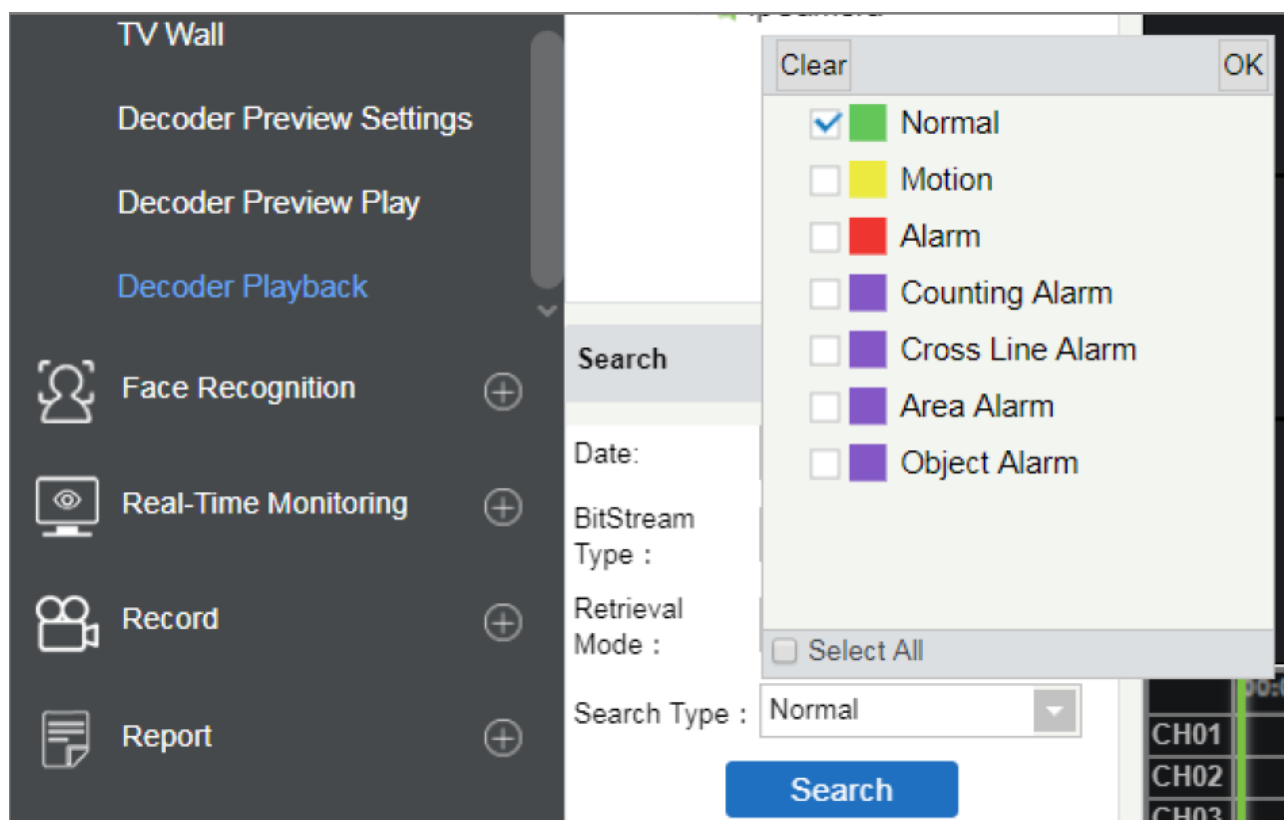 TV Wall
Decoder Preview Settings
Decoder Preview Play
Decoder Playback
Face Recognition
Real-Time Monitoring
Record
Report
Search
Date:
BitStream
Type :
Retrieval
Mode :
Search Type :
Normal
Search
Clear
OK
Normal
Motion
Alarm
Counting Alarm
Cross Line Alarm
Area Alarm
Object Alarm
Select All
CH01
CH02
CH03